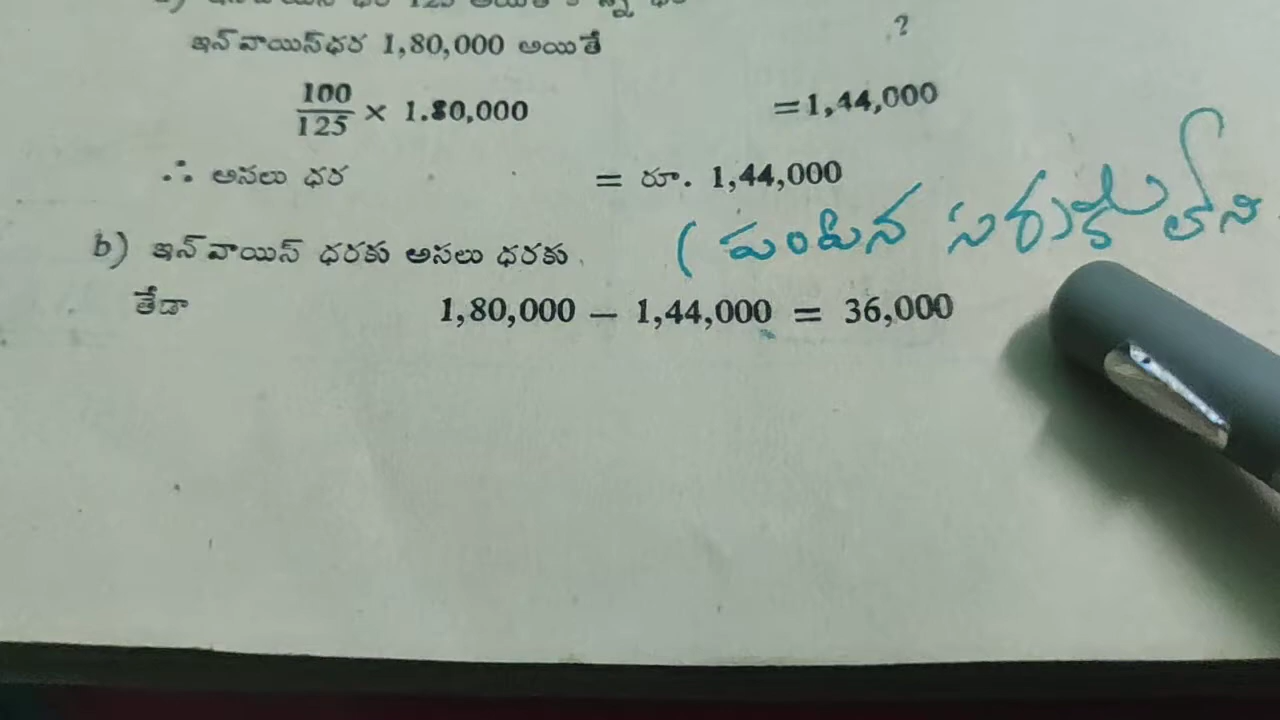 ఇన్‌వాయిస్‌ధర 1,80,000 అయితే ?
100/125 × 1.80,000 = 1,44,000
∴ అసలు ధర = రూ. 1,44,000
b) ఇన్‌వాయిస్ ధరకు అసలు ధరకు (పంపిన సరుకు
తేడా 1,80,000 – 1,44,000 = 36,000